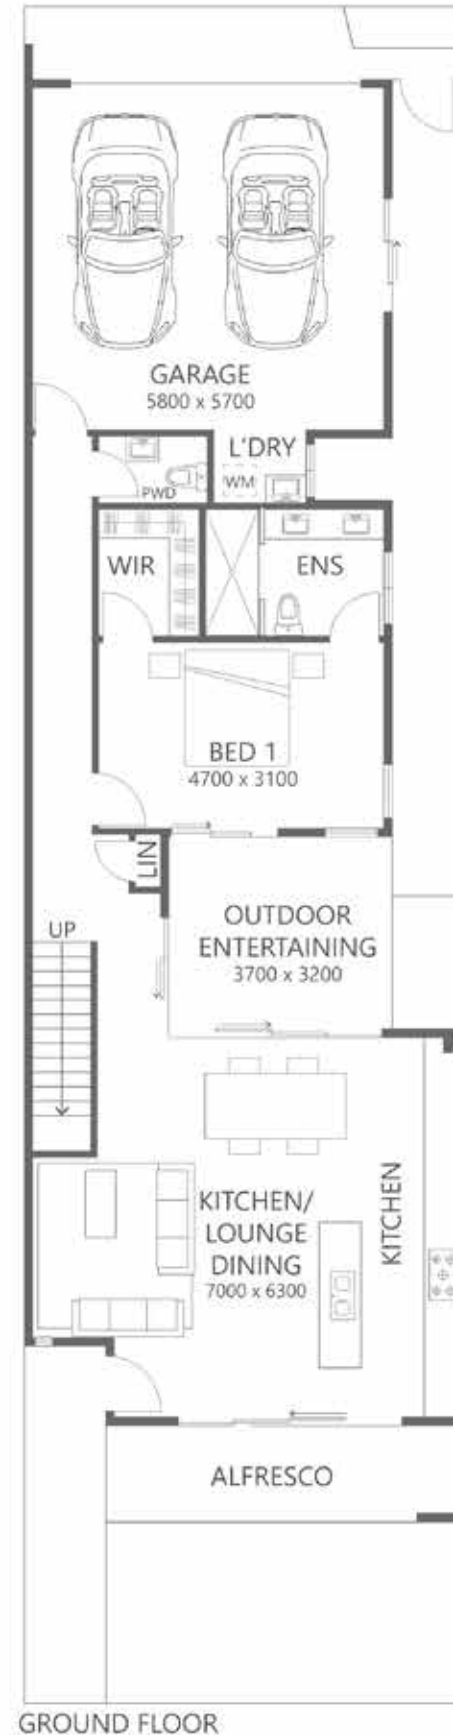 GARAGE
5800 x 5700
L'DRY
WM
PWD
WIR
ENS
BED 1
4700 x 3100
LIN
OUTDOOR
ENTERTAINING
3700 x 3200
UP
KITCHEN/
LOUNGE
DINING
7000 x 6300
KITCHEN
ALFRESCO
GROUND FLOOR